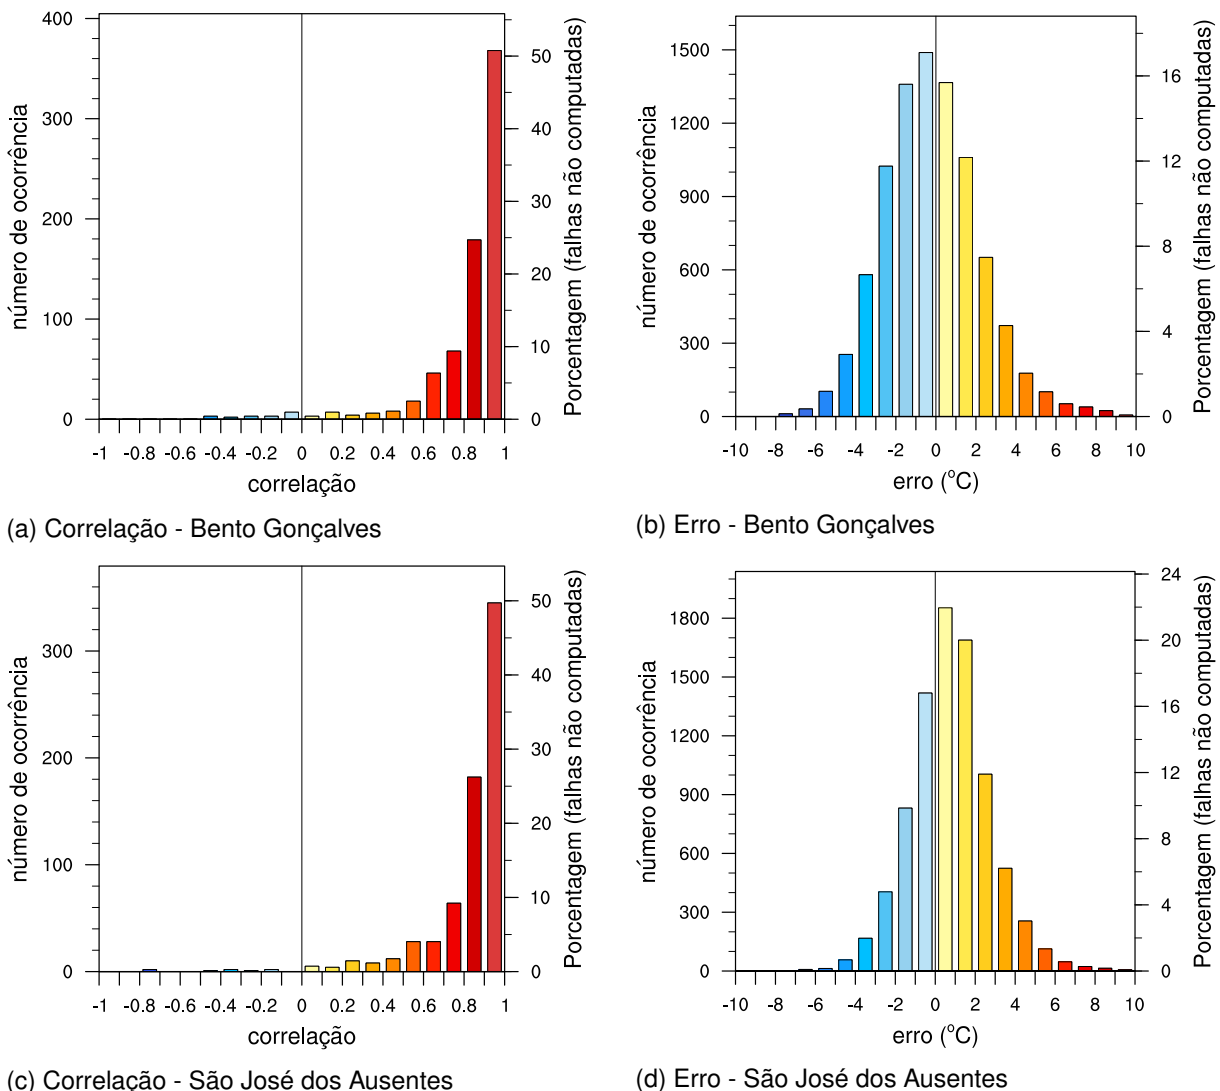 400
300
200
100
0
número de ocorrência
50
40
30
20
10
0
Porcentagem (falhas não computadas)
-1 -0.8 -0.6 -0.4 -0.2 0 0.2 0.4 0.6 0.8 1
correlação
(a) Correlação - Bento Gonçalves
1500
1200
900
600
300
0
número de ocorrência
16
12
8
4
0
Porcentagem (falhas não computadas)
-10 -8 -6 -4 -2 0 2 4 6 8 10
erro (°C)
(b) Erro - Bento Gonçalves
300
200
100
0
número de ocorrência
50
40
30
20
10
0
Porcentagem (falhas não computadas)
-1 -0.8 -0.6 -0.4 -0.2 0 0.2 0.4 0.6 0.8 1
correlação
(c) Correlação - São José dos Ausentes
1800
1500
1200
900
600
300
0
número de ocorrência
24
20
16
12
8
4
0
Porcentagem (falhas não computadas)
-10 -8 -6 -4 -2 0 2 4 6 8 10
erro (°C)
(d) Erro - São José dos Ausentes